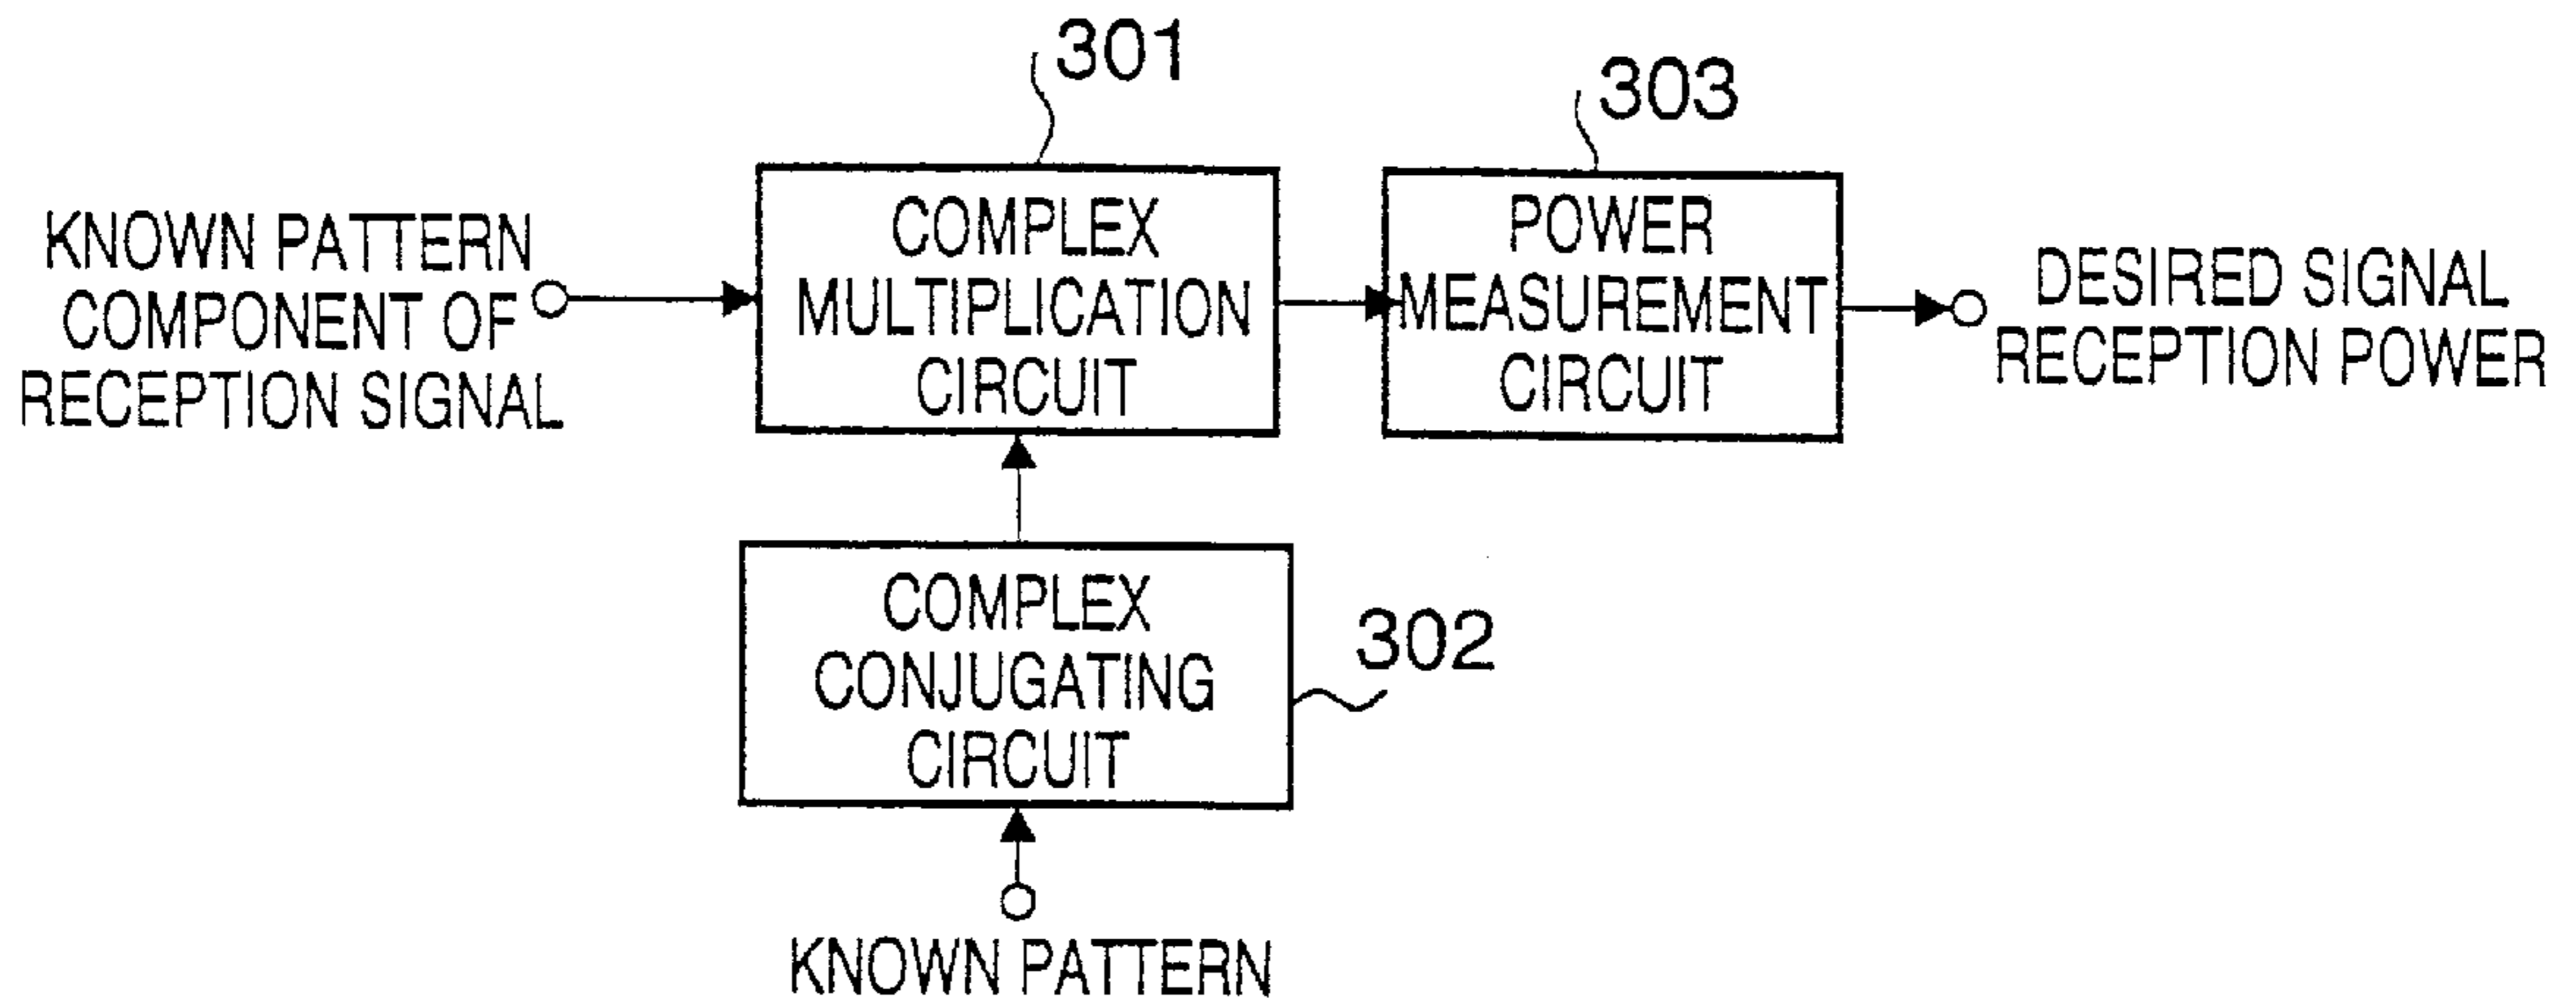 301
303
KNOWN PATTERN
COMPONENT OF
RECEPTION SIGNAL
COMPLEX
MULTIPLICATION
CIRCUIT
POWER
MEASUREMENT
CIRCUIT
DESIRED SIGNAL
RECEPTION POWER
COMPLEX
CONJUGATING
CIRCUIT
302
KNOWN PATTERN